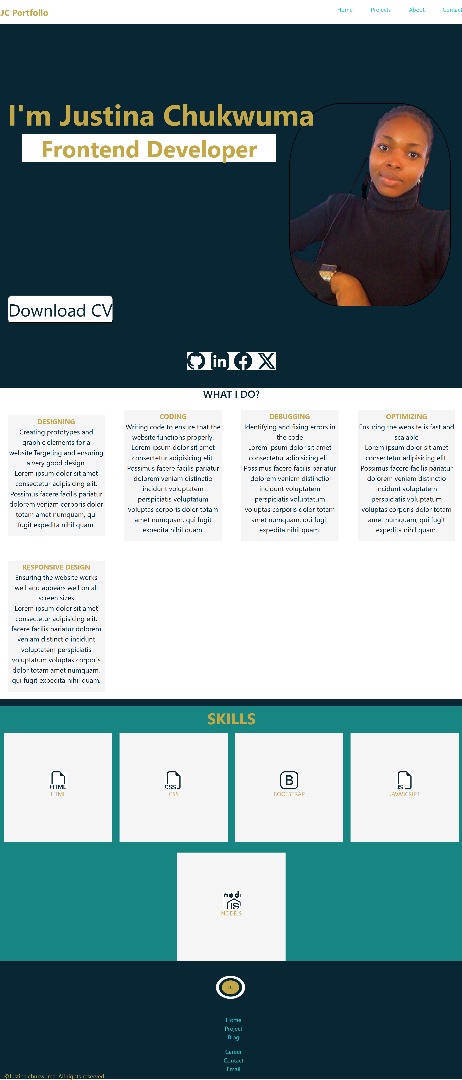 JC Portfolio
Home Projects About Contact
I'm Justina Chukwuma
Frontend Developer
Download CV
WHAT I DO?
DESIGNING
Creating prototypes and
graphic elements for a
website Targeting and ensuring
a very good design
Lorem ipsum dolor sit amet
consectetur adipisicing elit.
Possimus facere facilis pariatur
dolorem veniam distinctio corporis dolor
totam amet numquam, qui
fugit expedita nihil quam.
CODING
Writing code to ensure that the
website functions properly.
Lorem ipsum dolor sit amet
consectetur adipisicing elit.
Possimus facere facilis pariatur
dolorem veniam distinctio
incidunt voluptatem
perspiciatis voluptatum
voluptas corporis dolor totam
amet numquam, qui fugit
expedita nihil quam.
DEBUGGING
Identifying and fixing errors in
the code
Lorem ipsum dolor sit amet
consectetur adipisicing elit.
Possimus facere facilis pariatur
dolorem veniam distinctio
incidunt voluptatem
perspiciatis voluptatum
voluptas corporis dolor totam
amet numquam, qui fugit
expedita nihil quam.
OPTIMIZING
Ensuring the website is fast and
scalable
Lorem ipsum dolor sit amet
consectetur adipisicing elit.
Possimus facere facilis pariatur
dolorem veniam distinctio
incidunt voluptatem
perspiciatis voluptatum
voluptas corporis dolor totam
amet numquam, qui fugit
expedita nihil quam.
RESPONSIVE DESIGN
Ensuring the website works
well and appears well on all
screen sizes
Lorem ipsum dolor sit amet
consectetur adipisicing elit.
facere facilis pariatur dolorem
veniam distinctio incidunt
voluptatem perspiciatis
voluptatum voluptas corporis
dolor totam amet numquam,
qui fugit expedita nihil quam.
SKILLS
HTML
HTML
CSS
CSS
B
BOOTSTRAP
JS
JAVASCRIPT
node
JS
NODEJS
JC
Home
Project
Blog
Career
Contact
Email
©Justina chukwuma. All rights reserved